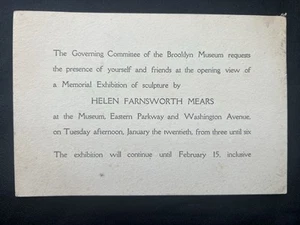 The Governing Committee of the Brooklyn Museum requests
the presence of yourself and friends at the opening view of
a Memorial Exhibition of sculpture by
HELEN FARNSWORTH MEARS
at the Museum, Eastern Parkway and Washington Avenue,
on Tuesday afternoon, January the twentieth, from three until six
The exhibition will continue until February 15, inclusive